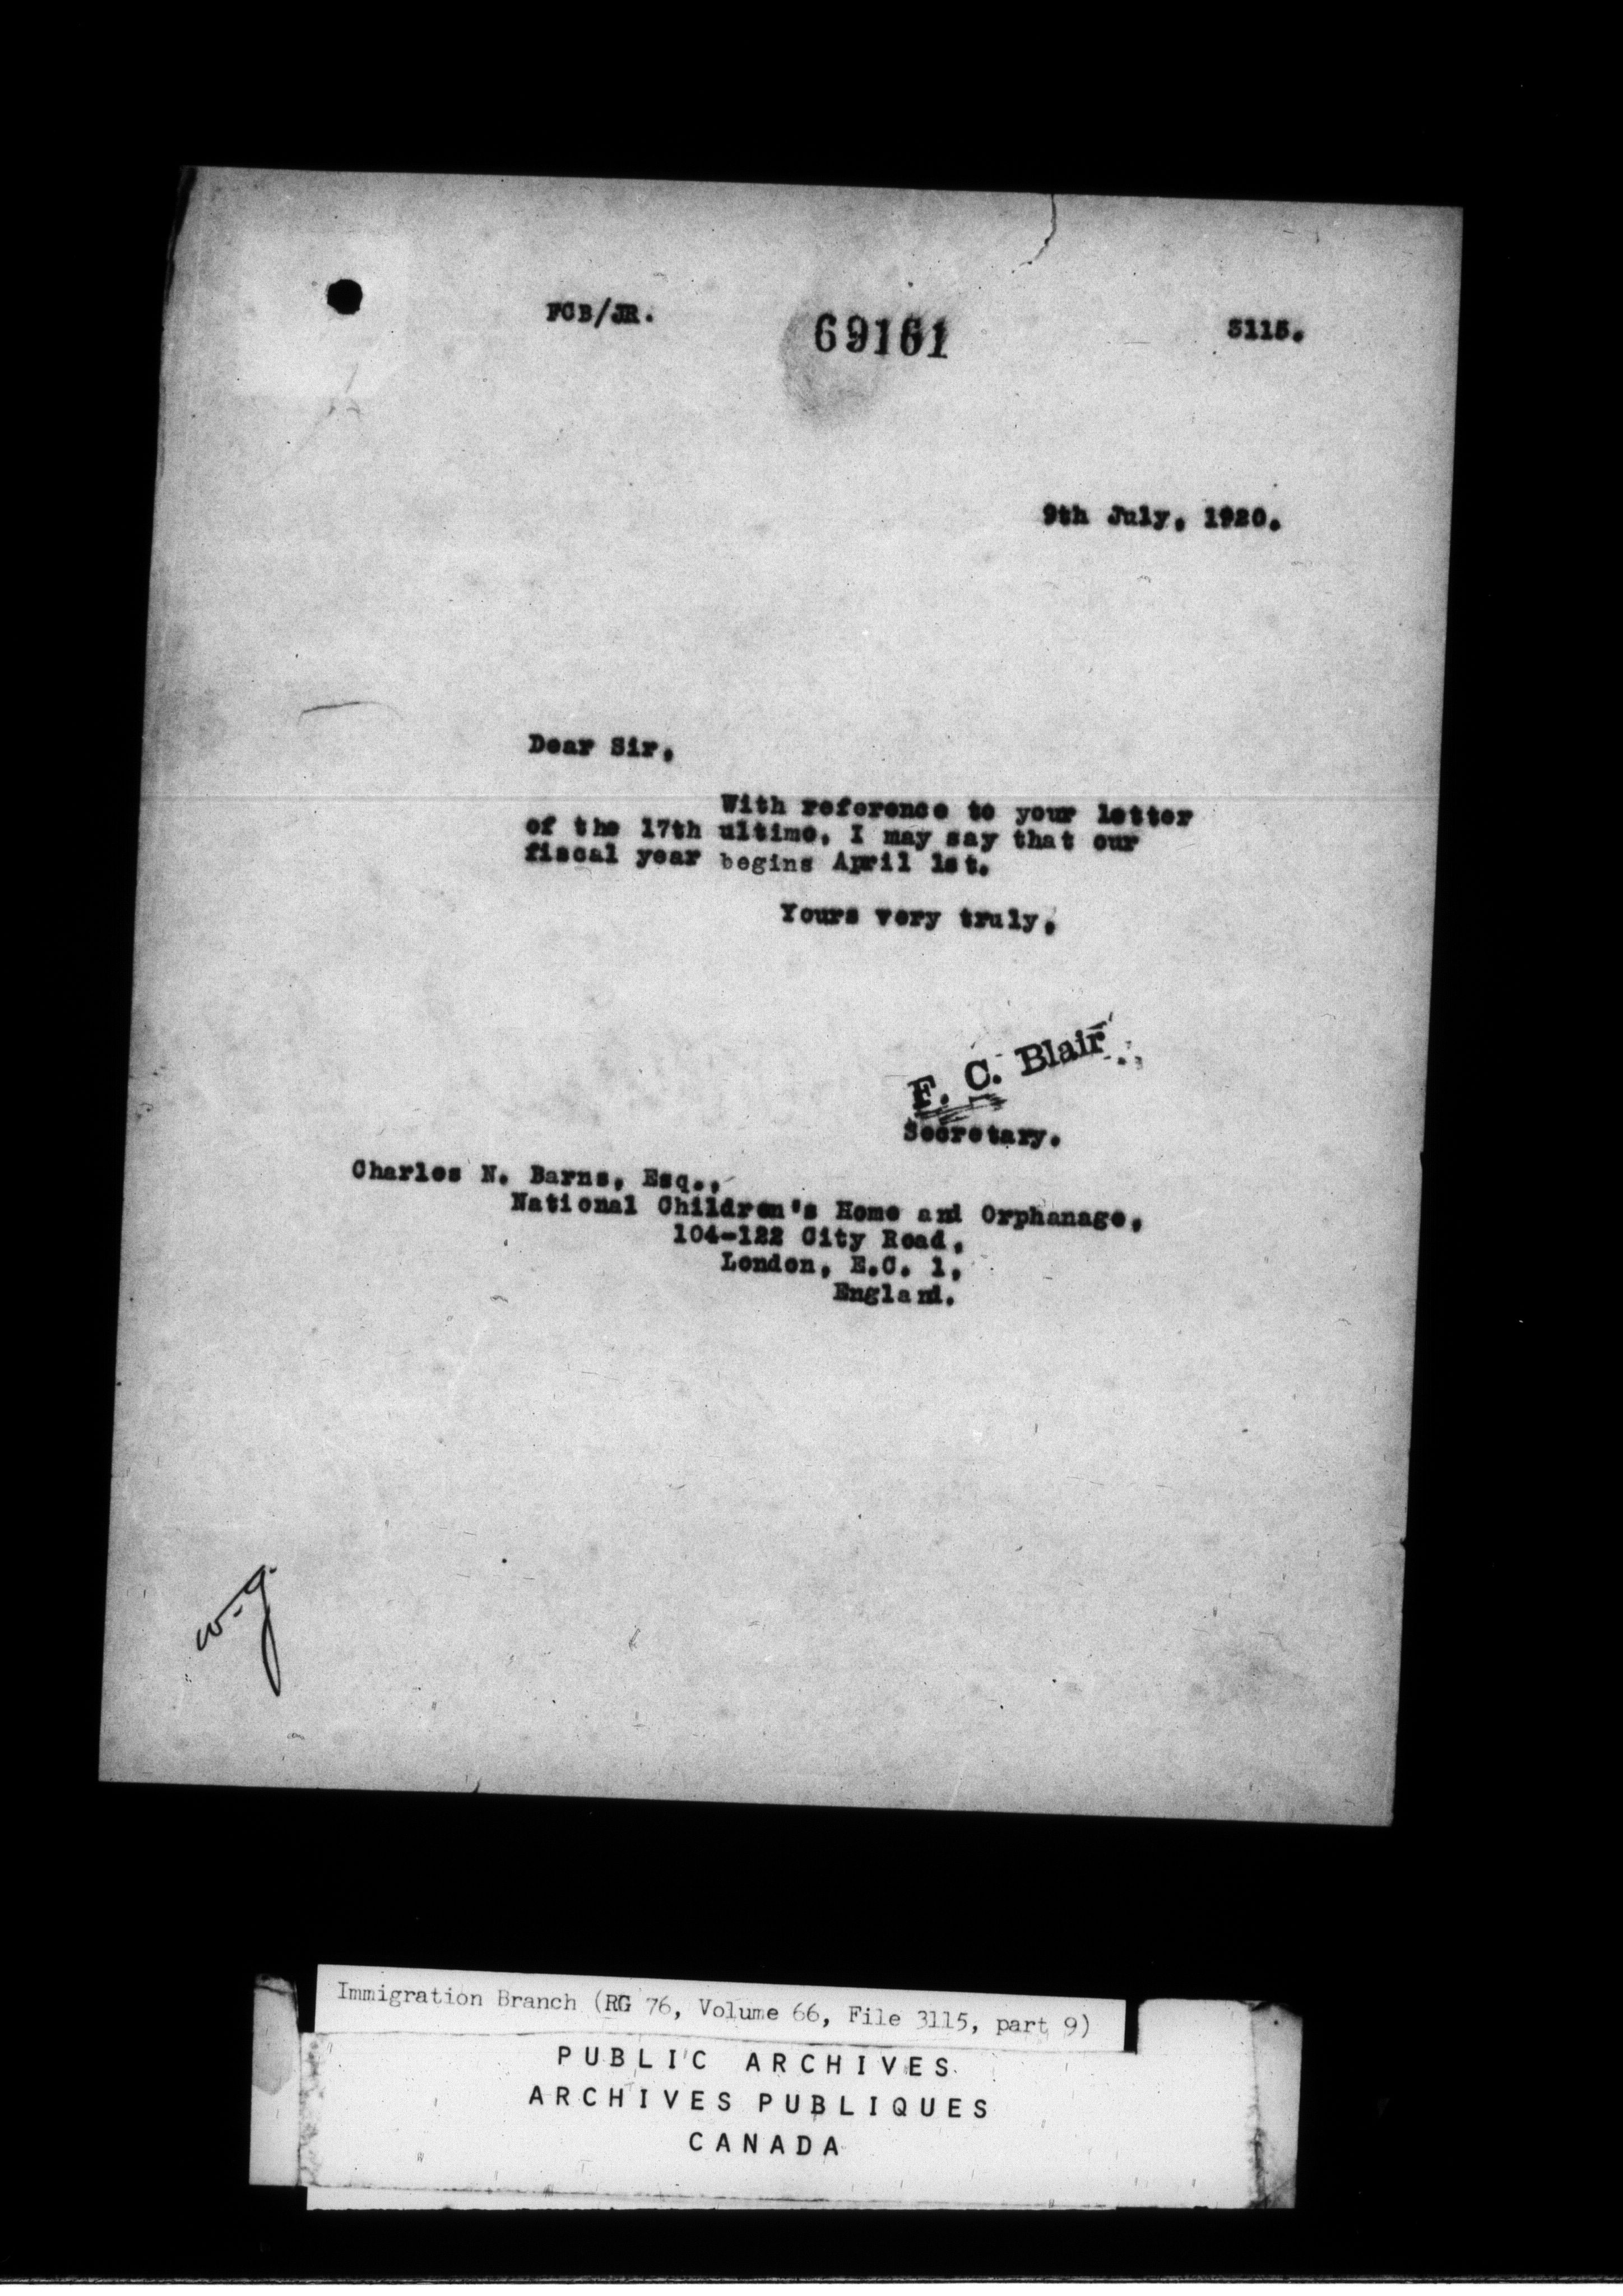 FCB/JR.
69161
3115.
9th July, 1920.
Dear Sir,
With reference to your letter
of the 17th ultimo, I may say that our
fiscal year begins April 1st.
Yours very truly,
F. C. Blair
Secretary.
Charles N. Barns, Esq.,
National Children's Home and Orphanage,
104-122 City Road,
London, E.C. 1,
England.
Immigration Branch (RG 76, Volume 66, File 3115, part 9)
PUBLIC ARCHIVES
ARCHIVES PUBLIQUES
CANADA